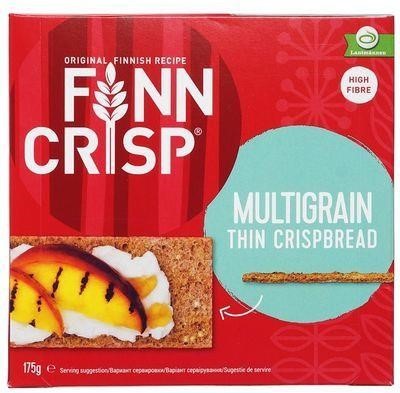 ORIGINAL FINNISH RECIPE
FINN
CRISP®
Lantmännen
HIGH
FIBRE
MULTIGRAIN
THIN CRISPBREAD
175g ℮
Serving suggestion/Вариант сервировки/Варіант сервірування/Sugestie de servire